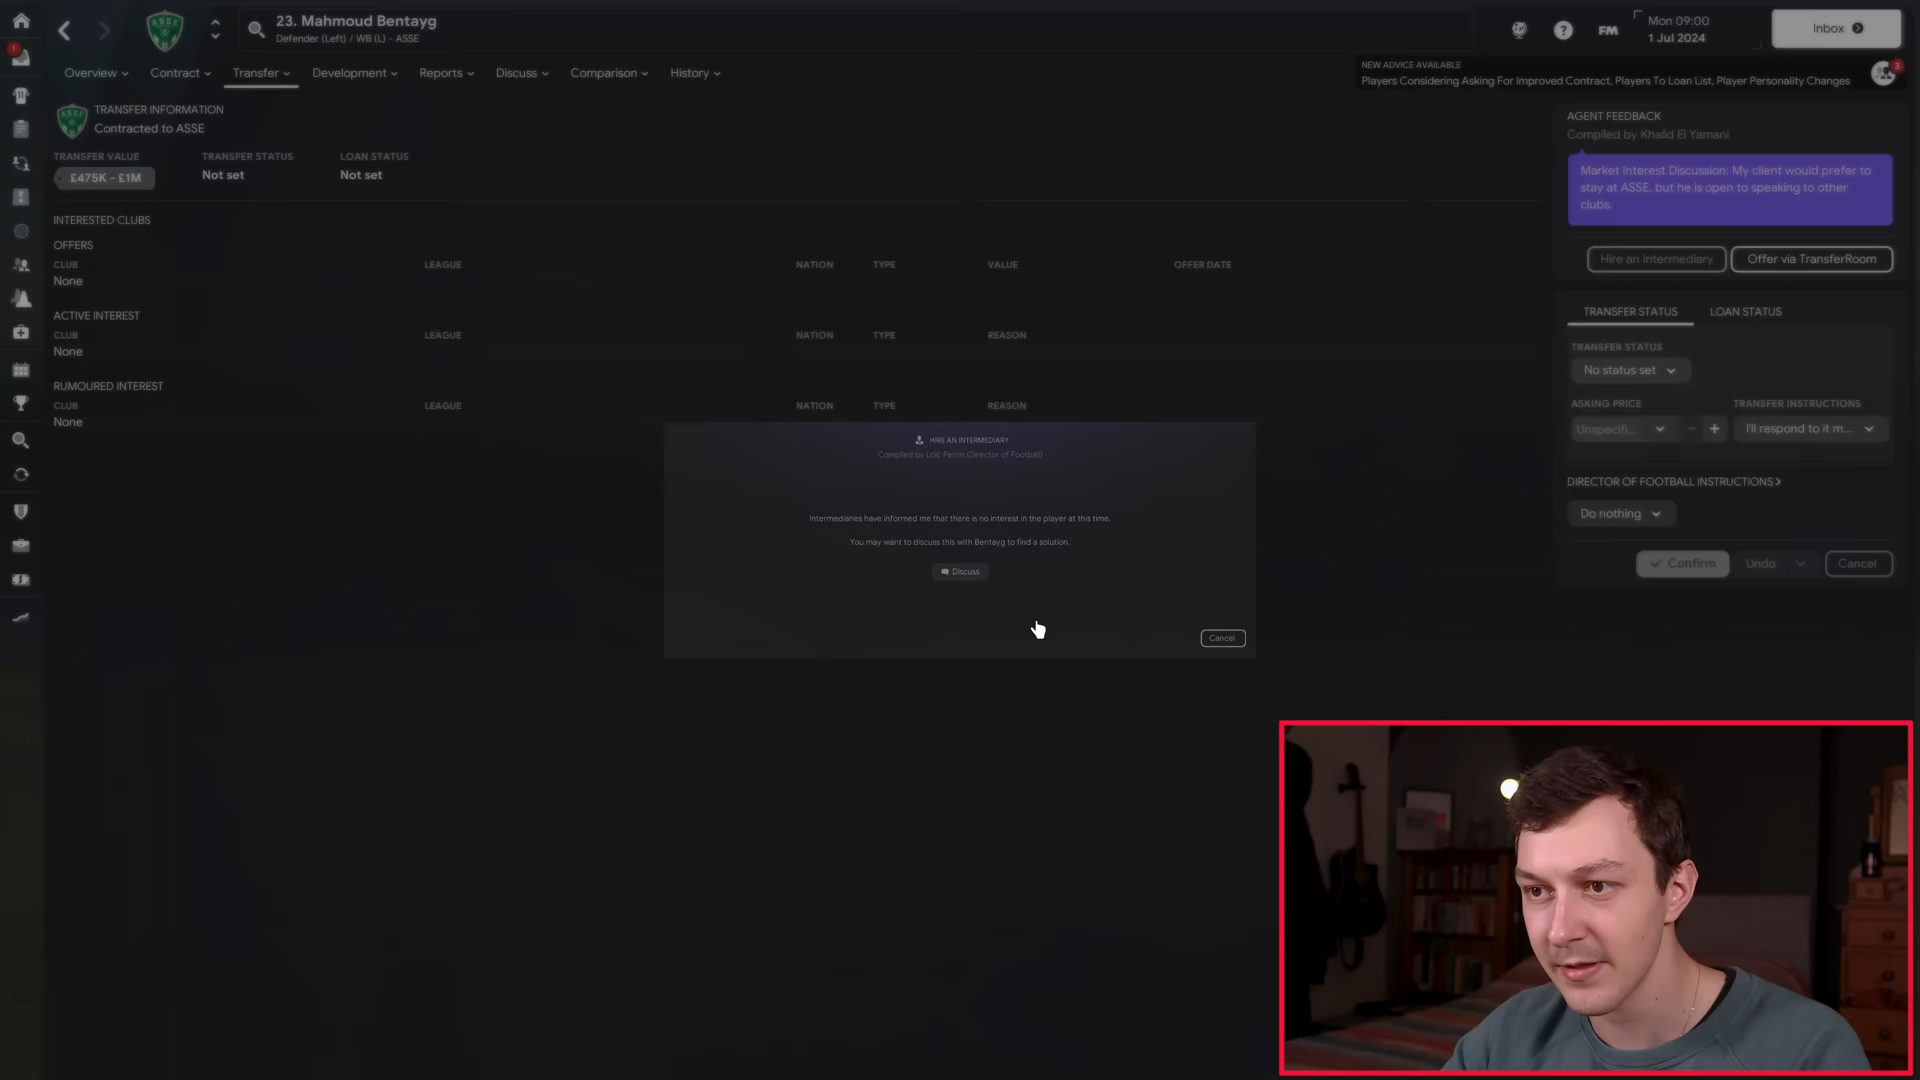 23. Mahmoud Bentayg
Defender (Left) / WB (L) - ASSE
Mon 09:00
1 Jul 2024
Inbox
FM
1
ASSE
Overview
Contract
Transfer
Development
Reports
Discuss
Comparison
History
NEW ADVICE AVAILABLE
Players Considering Asking For Improved Contract, Players To Loan List, Player Personality Changes
3
ASSE
TRANSFER INFORMATION
Contracted to ASSE
TRANSFER VALUE
TRANSFER STATUS
LOAN STATUS
£475K - £1M
Not set
Not set
INTERESTED CLUBS
OFFERS
CLUB LEAGUE NATION TYPE VALUE OFFER DATE
None
ACTIVE INTEREST
CLUB LEAGUE NATION TYPE REASON
None
RUMOURED INTEREST
CLUB LEAGUE NATION TYPE REASON
None
HIRE AN INTERMEDIARY
Compiled by Loïc Perrin (Director of Football)
Intermediaries have informed me that there is no interest in the player at this time.
You may want to discuss this with Bentayg to find a solution.
Discuss
Cancel
AGENT FEEDBACK
Compiled by Khalid El Yamani
Market Interest Discussion: My client would prefer to
stay at ASSE, but he is open to speaking to other
clubs.
Hire an Intermediary
Offer via TransferRoom
TRANSFER STATUS
LOAN STATUS
TRANSFER STATUS
No status set
ASKING PRICE
TRANSFER INSTRUCTIONS
Unspecifi...
I'll respond to it m...
DIRECTOR OF FOOTBALL INSTRUCTIONS
Do nothing
Confirm
Undo
Cancel